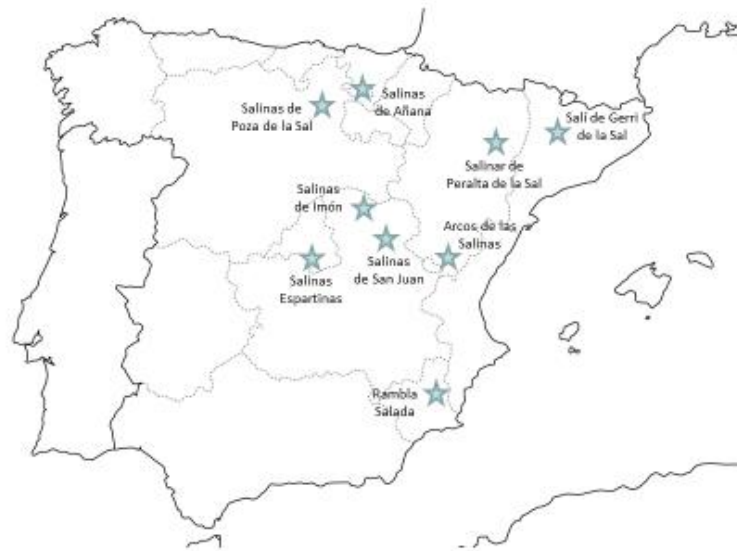 Salinas
de Añana
Salinas de
Poza de la Sal
Salí de Gerri
de la Sal
Salinar de
Peralta de la Sal
Salinas
de Imón
Arcos de las
Salinas
Salinas
de San Juan
Salinas
Espartinas
Rambla
Salada